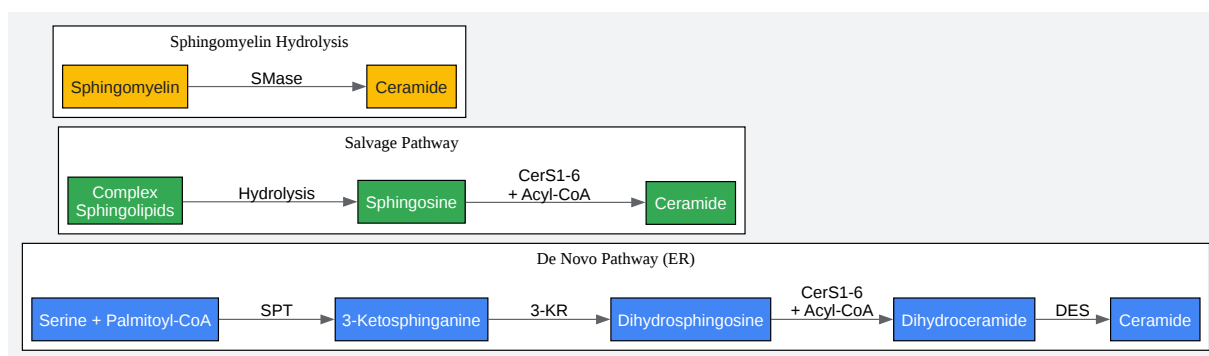 Sphingomyelin Hydrolysis
Sphingomyelin
SMase
Ceramide
Salvage Pathway
Complex
Sphingolipids
Hydrolysis
Sphingosine
CerS1-6
+ Acyl-CoA
Ceramide
De Novo Pathway (ER)
Serine + Palmitoyl-CoA
SPT
3-Ketosphinganine
3-KR
Dihydrosphingosine
CerS1-6
+ Acyl-CoA
Dihydroceramide
DES
Ceramide